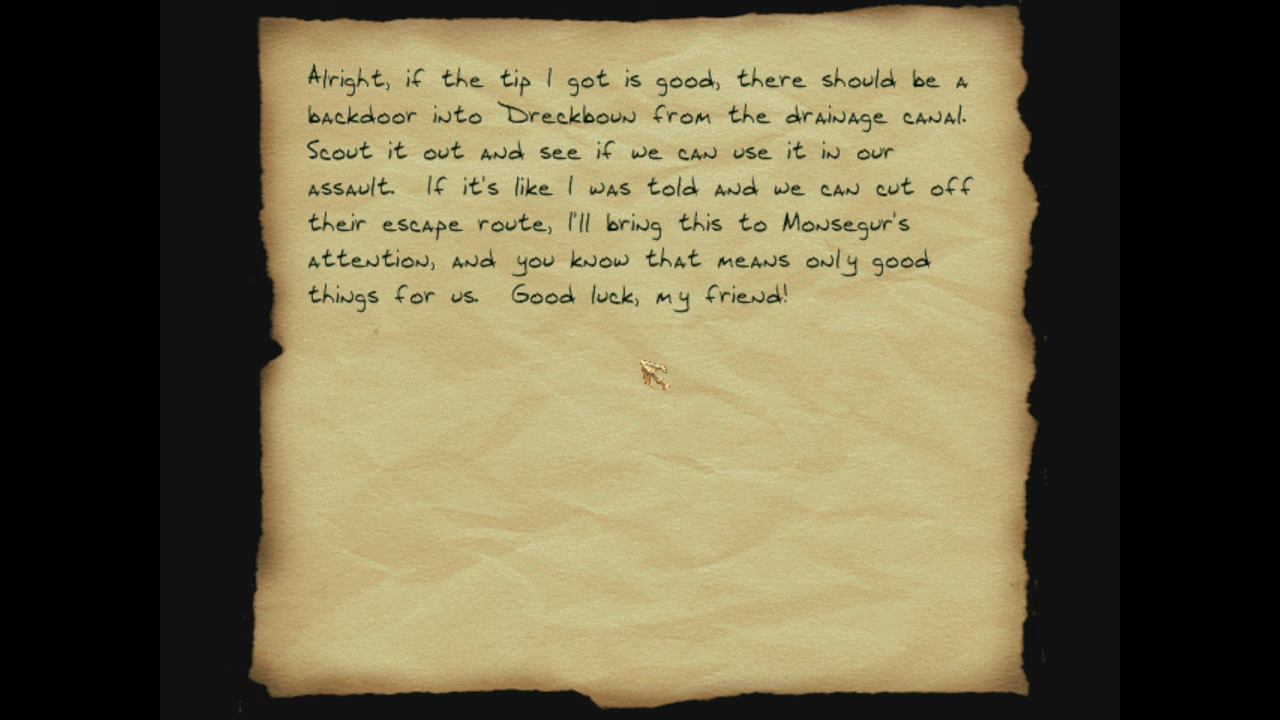 Alright, if the tip I got is good, there should be a
backdoor into Dreckboun from the drainage canal.
Scout it out and see if we can use it in our
assault. If it's like I was told and we can cut off
their escape route, I'll bring this to Monsegur's
attention, and you know that means only good
things for us. Good luck, my friend!